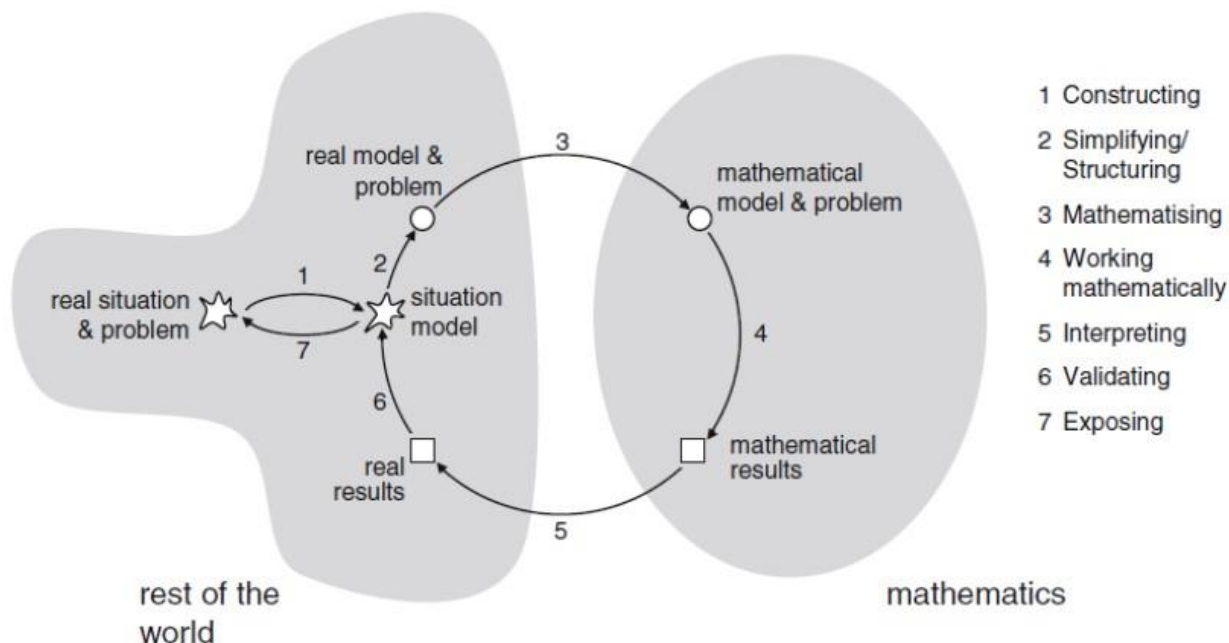 3
real model &
problem
mathematical
model & problem
2
1
real situation
& problem
situation
model
7
4
6
real
results
mathematical
results
5
rest of the
world
mathematics
1 Constructing
2 Simplifying/
Structuring
3 Mathematising
4 Working
mathematically
5 Interpreting
6 Validating
7 Exposing